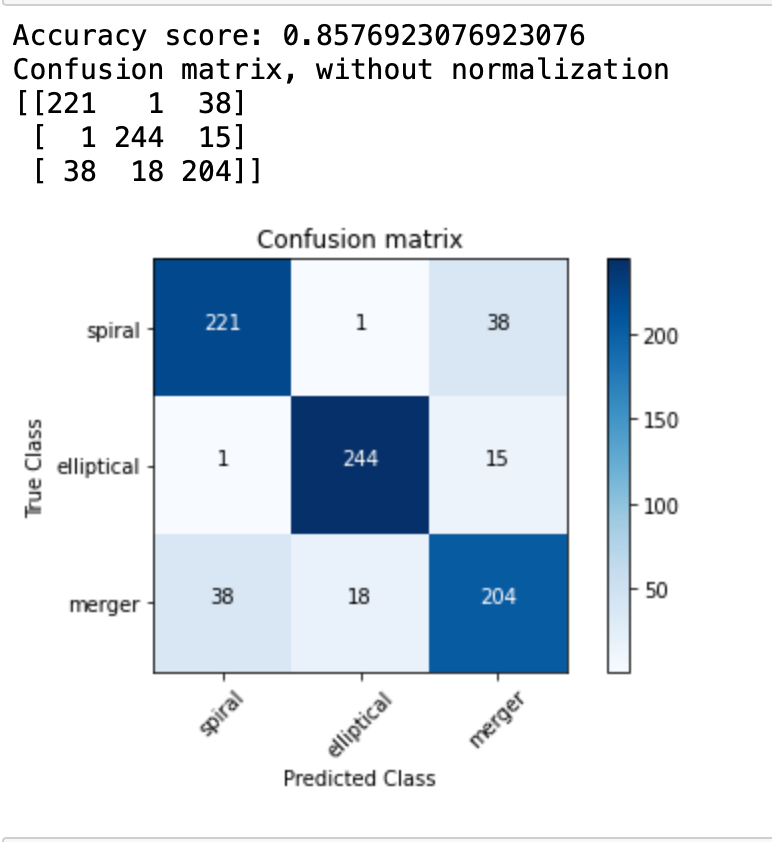 Accuracy score: 0.8576923076923076
Confusion matrix, without normalization
[[221   1  38]
 [  1 244  15]
 [ 38  18 204]]
Confusion matrix
spiral 221 1 38
elliptical 1 244 15
merger 38 18 204
200
150
100
50
True Class
spiral elliptical merger
Predicted Class